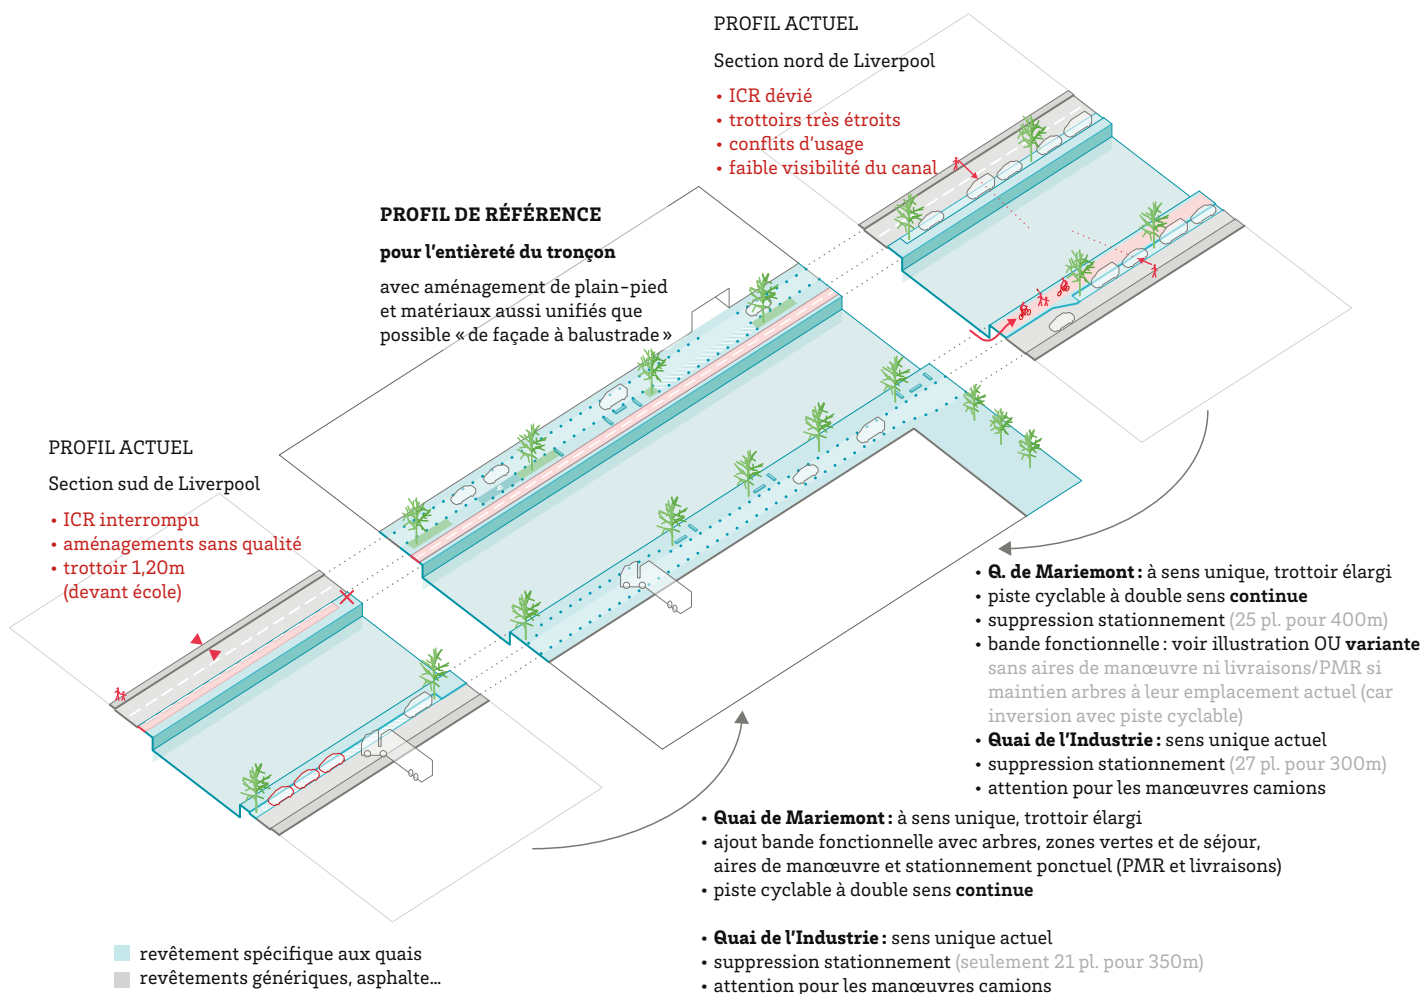 PROFIL ACTUEL
Section nord de Liverpool
• ICR dévié
• trottoirs très étroits
• conflits d'usage
• faible visibilité du canal
PROFIL DE RÉFÉRENCE
pour l'entièreté du tronçon
avec aménagement de plain-pied
et matériaux aussi unifiés que
possible « de façade à balustrade »
PROFIL ACTUEL
Section sud de Liverpool
• ICR interrompu
• aménagements sans qualité
• trottoir 1,20m
(devant école)
• Q. de Mariemont : à sens unique, trottoir élargi
• piste cyclable à double sens continue
• suppression stationnement (25 pl. pour 400m)
• bande fonctionnelle : voir illustration OU variante
sans aires de manœuvre ni livraisons/PMR si
maintien arbres à leur emplacement actuel (car
inversion avec piste cyclable)
• Quai de l'Industrie : sens unique actuel
• suppression stationnement (27 pl. pour 300m)
• attention pour les manœuvres camions
• Quai de Mariemont : à sens unique, trottoir élargi
• ajout bande fonctionnelle avec arbres, zones vertes et de séjour,
aires de manœuvre et stationnement ponctuel (PMR et livraisons)
• piste cyclable à double sens continue
• Quai de l'Industrie : sens unique actuel
• suppression stationnement (seulement 21 pl. pour 350m)
• attention pour les manœuvres camions
revêtement spécifique aux quais
revêtements génériques, asphalte...